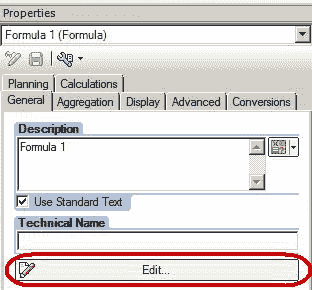 Properties
Formula 1 (Formula)
Planning Calculations
General Aggregation Display Advanced Conversions
Description
Formula 1
Use Standard Text
Technical Name
Edit...